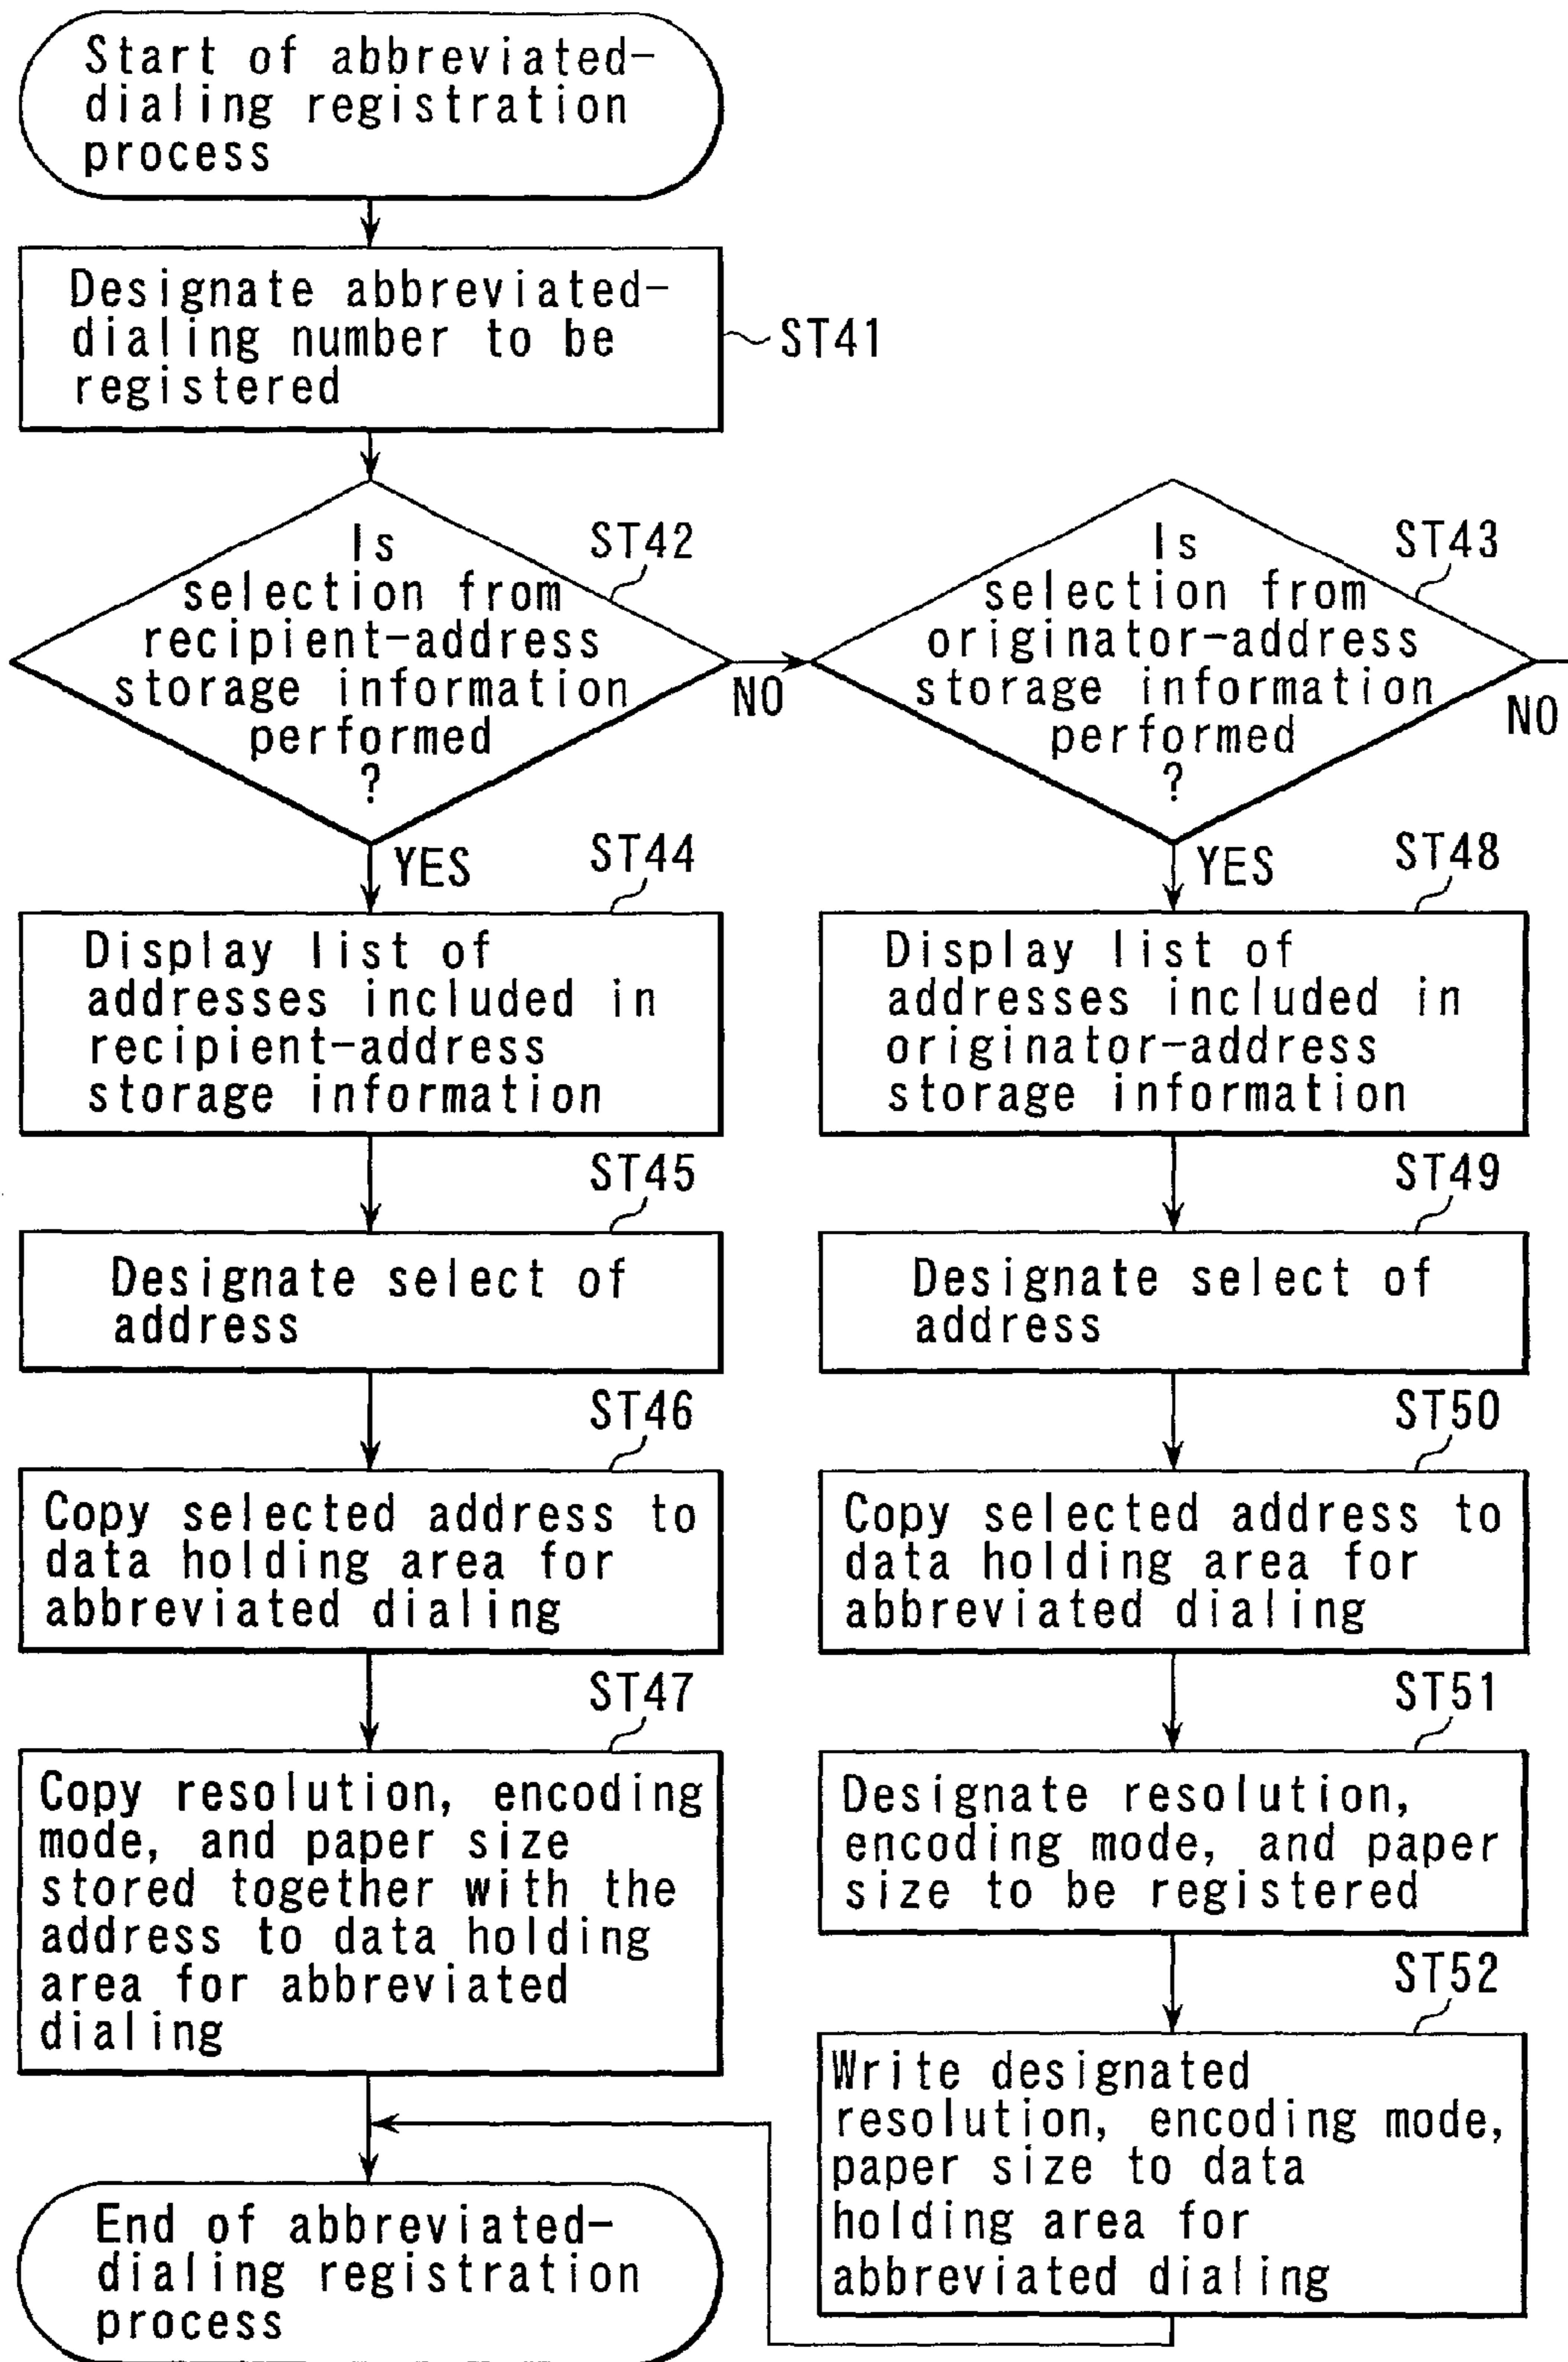 Start of abbreviated-
dialing registration
process
Designate abbreviated-
dialing number to be
registered
ST41
Is
selection from
recipient-address
storage information
performed
?
ST42
NO
YES
Is
selection from
originator-address
storage information
performed
?
ST43
NO
YES
ST44
Display list of
addresses included in
recipient-address
storage information
ST45
Designate select of
address
ST46
Copy selected address to
data holding area for
abbreviated dialing
ST47
Copy resolution, encoding
mode, and paper size
stored together with the
address to data holding
area for abbreviated
dialing
End of abbreviated-
dialing registration
process
ST48
Display list of
addresses included in
originator-address
storage information
ST49
Designate select of
address
ST50
Copy selected address to
data holding area for
abbreviated dialing
ST51
Designate resolution,
encoding mode, and paper
size to be registered
ST52
Write designated
resolution, encoding mode,
paper size to data
holding area for
abbreviated dialing